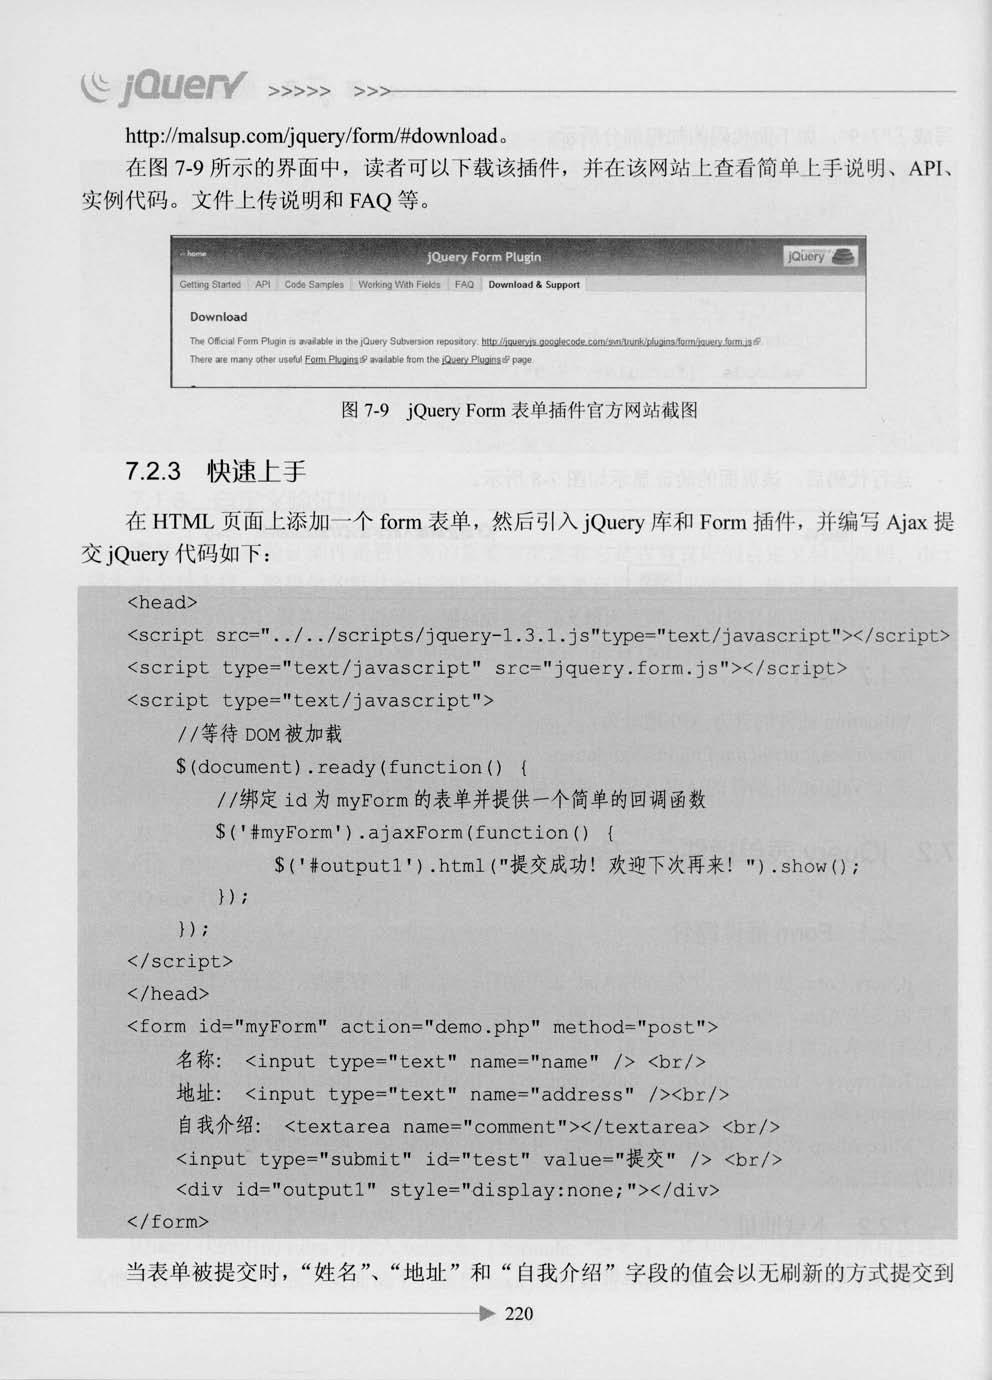 jQuery >>>>> >>>
http://malsup.com/jquery/form/#download。
在图 7-9 所示的界面中，读者可以下载该插件，并在该网站上查看简单上手说明、API、
实例代码。文件上传说明和 FAQ 等。
home
jQuery Form Plugin
jQuery
Getting Started API Code Samples Working With Fields FAQ Download & Support
Download
The Official Form Plugin is available in the jQuery Subversion repository: http://jqueryjs.googlecode.com/svn/trunk/plugins/form/jquery.form.js
There are many other useful Form Plugins available from the jQuery Plugins page.
图 7-9 jQuery Form 表单插件官方网站截图
7.2.3 快速上手
在 HTML 页面上添加一个 form 表单，然后引入 jQuery 库和 Form 插件，并编写 Ajax 提
交 jQuery 代码如下：
<head>
<script src="../../scripts/jquery-1.3.1.js"type="text/javascript"></script>
<script type="text/javascript" src="jquery.form.js"></script>
<script type="text/javascript">
//等待 DOM 被加载
$(document).ready(function() {
//绑定 id 为 myForm 的表单并提供一个简单的回调函数
$('#myForm').ajaxForm(function() {
$('#output1').html("提交成功！欢迎下次再来！").show();
});
});
</script>
</head>
<form id="myForm" action="demo.php" method="post">
名称： <input type="text" name="name" /> <br/>
地址： <input type="text" name="address" /><br/>
自我介绍： <textarea name="comment"></textarea> <br/>
<input type="submit" id="test" value="提交" /> <br/>
<div id="output1" style="display:none;"></div>
</form>
当表单被提交时，“姓名”、“地址”和“自我介绍”字段的值会以无刷新的方式提交到
220